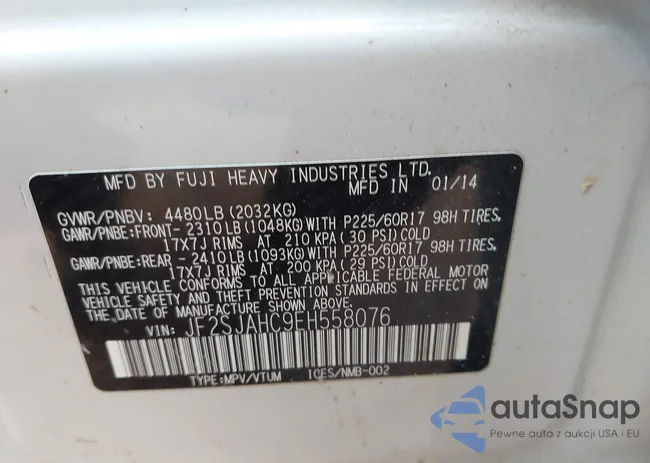 MFD BY FUJI HEAVY INDUSTRIES LTD.
MFD IN 01/14
GVWR/PNBV: 4480LB (2032KG)
GAWR/PNBE:FRONT- 2310 LB (1048KG) WITH P225/60R17 98H TIRES,
17X7J RIMS AT 210 KPA (30 PSI) COLD
GAWR/PNBE:REAR - 2410 LB (1093KG) WITH P225/60R17 98H TIRES,
17X7J RIMS AT 200 KPA (29 PSI) COLD
THIS VEHICLE CONFORMS TO ALL APPLICABLE FEDERAL MOTOR
VEHICLE SAFETY AND THEFT PREVENTION STANDARDS IN EFFECT ON
THE DATE OF MANUFACTURE SHOWN ABOVE.
VIN: JF2SJAHC9EH558076
TYPE:MPV/VTUM ICES/NMB-002
autaSnap
Pewne auta z aukcji USA i EU